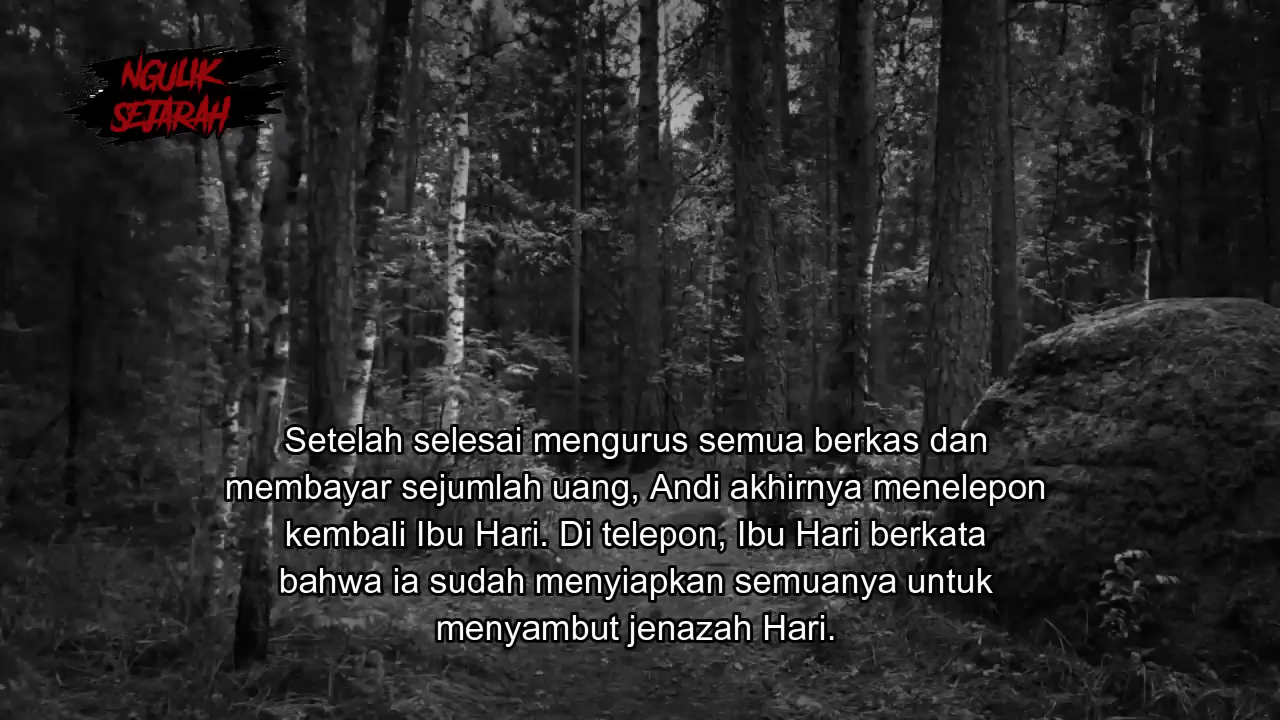 NGULIK
SEJARAH
Setelah selesai mengurus semua berkas dan
membayar sejumlah uang, Andi akhirnya menelepon
kembali Ibu Hari. Di telepon, Ibu Hari berkata
bahwa ia sudah menyiapkan semuanya untuk
menyambut jenazah Hari.